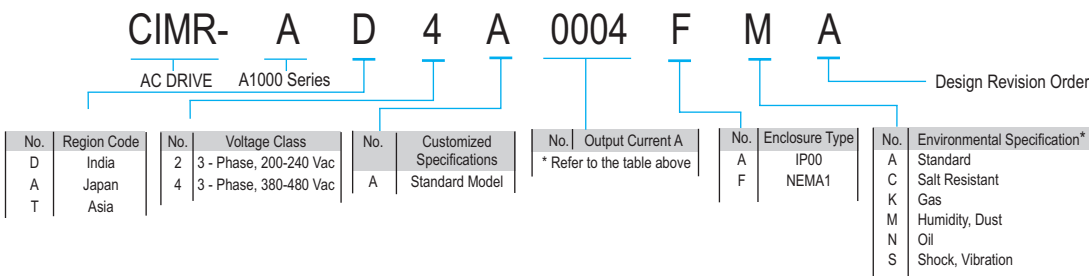 CIMR- A D 4 A 0004 F M A
AC DRIVE A1000 Series
Design Revision Order
No. Region Code
D India
A Japan
T Asia
No. Voltage Class
2 3 - Phase, 200-240 Vac
4 3 - Phase, 380-480 Vac
No. Customized
Specifications
A Standard Model
No. Output Current A
* Refer to the table above
No. Enclosure Type
A IP00
F NEMA1
No. Environmental Specification*
A Standard
C Salt Resistant
K Gas
M Humidity, Dust
N Oil
S Shock, Vibration